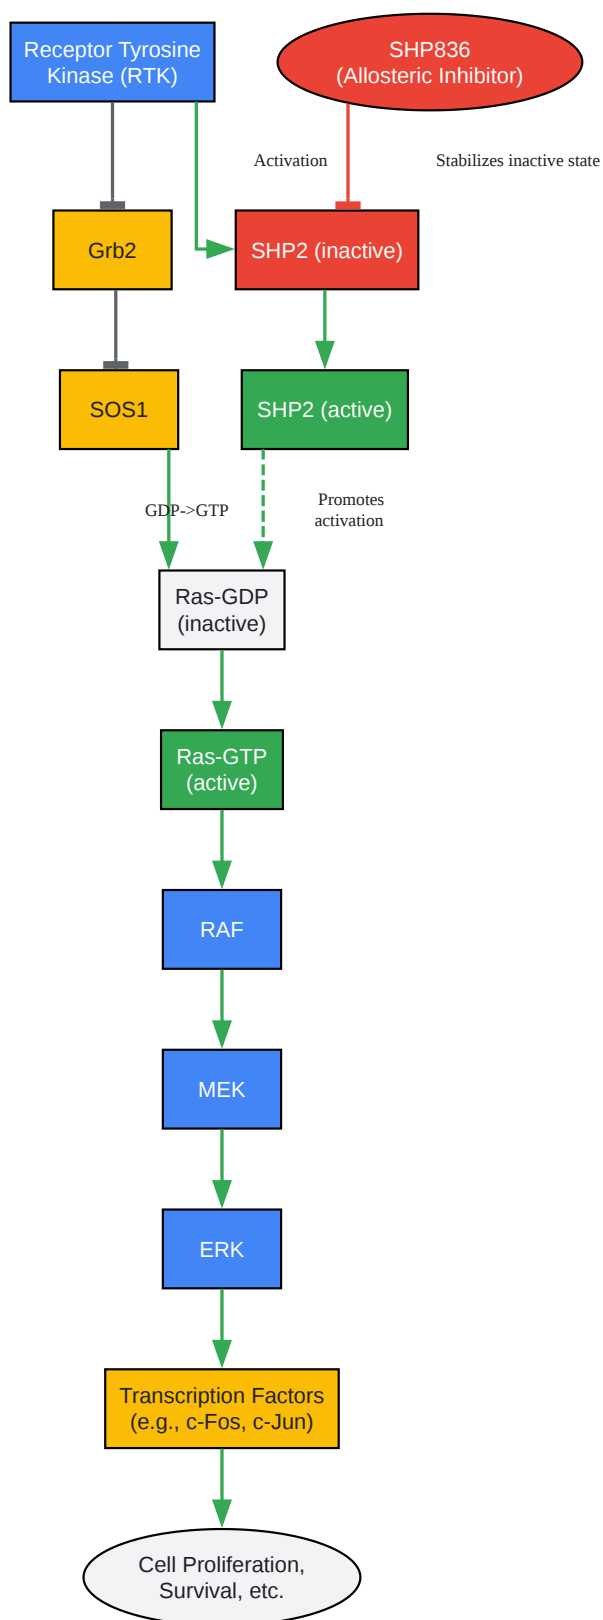 Receptor Tyrosine
Kinase (RTK)
SHP836
(Allosteric Inhibitor)
Activation
Stabilizes inactive state
Grb2
SHP2 (inactive)
SOS1
SHP2 (active)
GDP->GTP
Promotes
activation
Ras-GDP
(inactive)
Ras-GTP
(active)
RAF
MEK
ERK
Transcription Factors
(e.g., c-Fos, c-Jun)
Cell Proliferation,
Survival, etc.